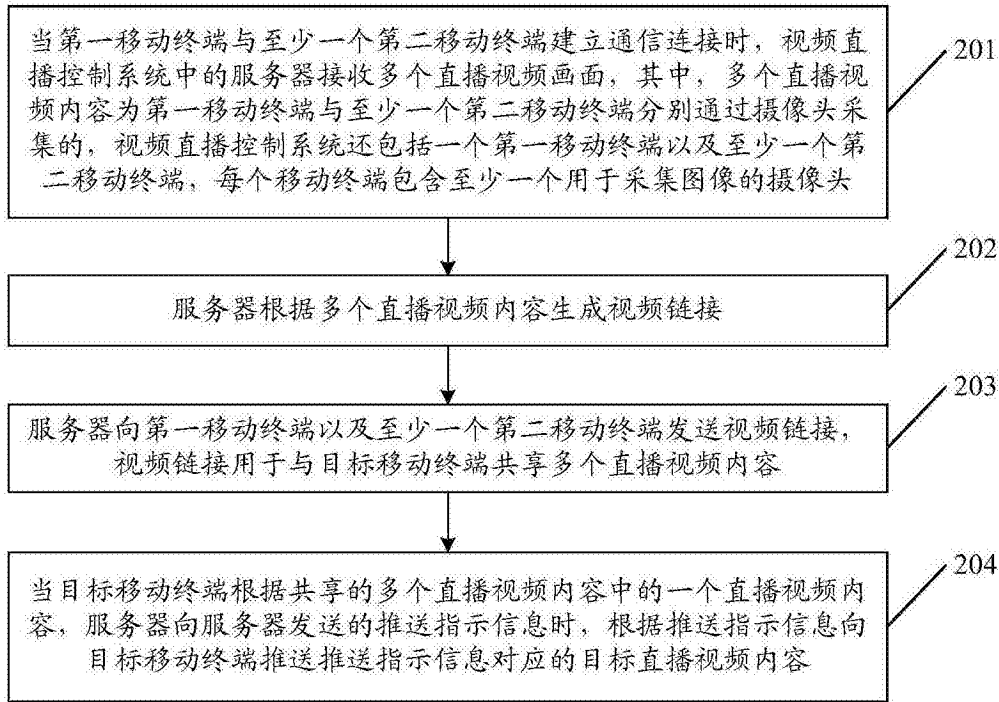 当第一移动终端与至少一个第二移动终端建立通信连接时，视频直
播控制系统中的服务器接收多个直播视频画面，其中，多个直播视
频内容为第一移动终端与至少一个第二移动终端分别通过摄像头采
集的，视频直播控制系统还包括一个第一移动终端以及至少一个第
二移动终端，每个移动终端包含至少一个用于采集图像的摄像头
201
服务器根据多个直播视频内容生成视频链接
202
服务器向第一移动终端以及至少一个第二移动终端发送视频链接，
视频链接用于与目标移动终端共享多个直播视频内容
203
当目标移动终端根据共享的多个直播视频内容中的一个直播视频内
容，服务器向服务器发送的推送指示信息时，根据推送指示信息向
目标移动终端推送推送指示信息对应的目标直播视频内容
204